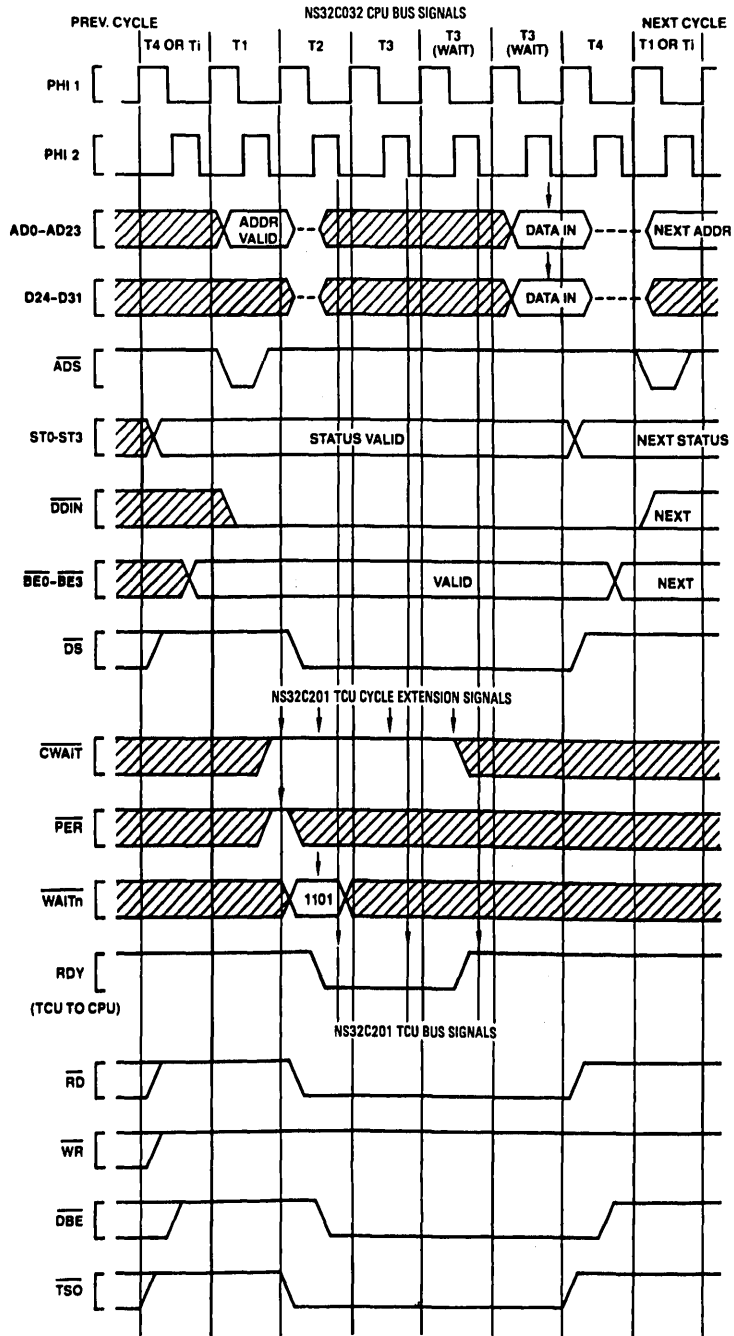 NS32C032 CPU BUS SIGNALS
PREV. CYCLE
NEXT CYCLE
T4 OR Ti
T1
T2
T3
T3 (WAIT)
T3 (WAIT)
T4
T1 OR Ti
PHI 1
PHI 2
AD0–AD23
ADDR VALID
DATA IN
NEXT ADDR
D24–D31
DATA IN
ADS
ST0-ST3
STATUS VALID
NEXT STATUS
DDIN
NEXT
BE0–BE3
VALID
NEXT
DS
NS32C201 TCU CYCLE EXTENSION SIGNALS
CWAIT
PER
WAITn
1101
RDY
(TCU TO CPU)
NS32C201 TCU BUS SIGNALS
RD
WR
DBE
TSO